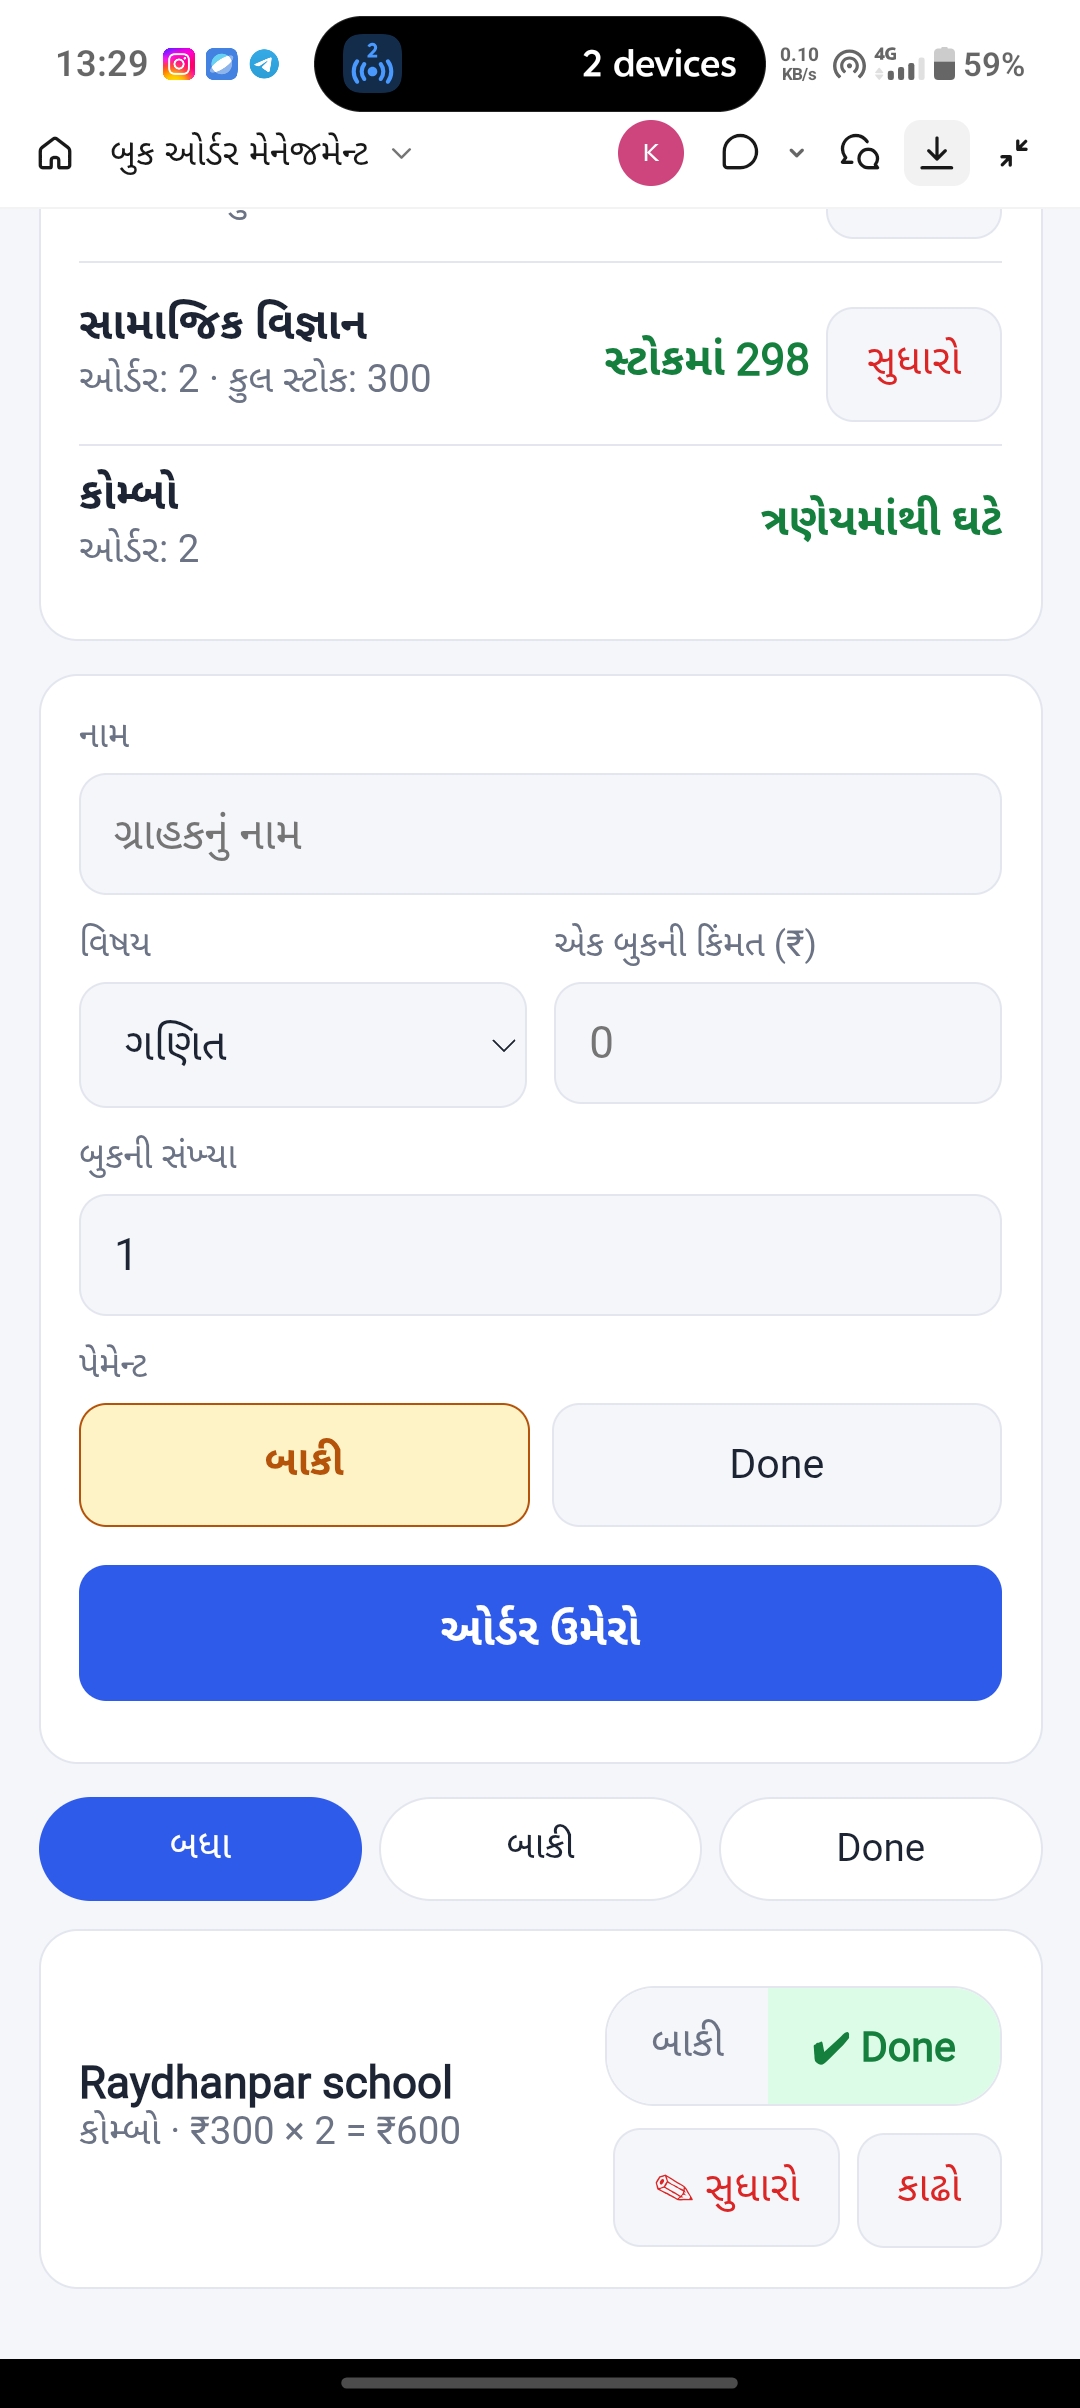 13:29
2
2 devices
0.10
KB/s
4G
59%
બુક ઓર્ડર મેનેજમેન્ટ
K
સામાજિક વિજ્ઞાન
ઓર્ડર: 2 · કુલ સ્ટોક: 300
સ્ટોકમાં 298
સુધારો
કોમ્બો
ઓર્ડર: 2
ત્રણેયમાંથી ઘટે
નામ
ગ્રાહકનું નામ
વિષય
એક બુકની કિંમત (₹)
ગણિત
0
બુકની સંખ્યા
1
પેમેન્ટ
બાકી
Done
ઓર્ડર ઉમેરો
બધા
બાકી
Done
બાકી
✔ Done
Raydhanpar school
કોમ્બો · ₹300 × 2 = ₹600
✎ સુધારો
કાઢો